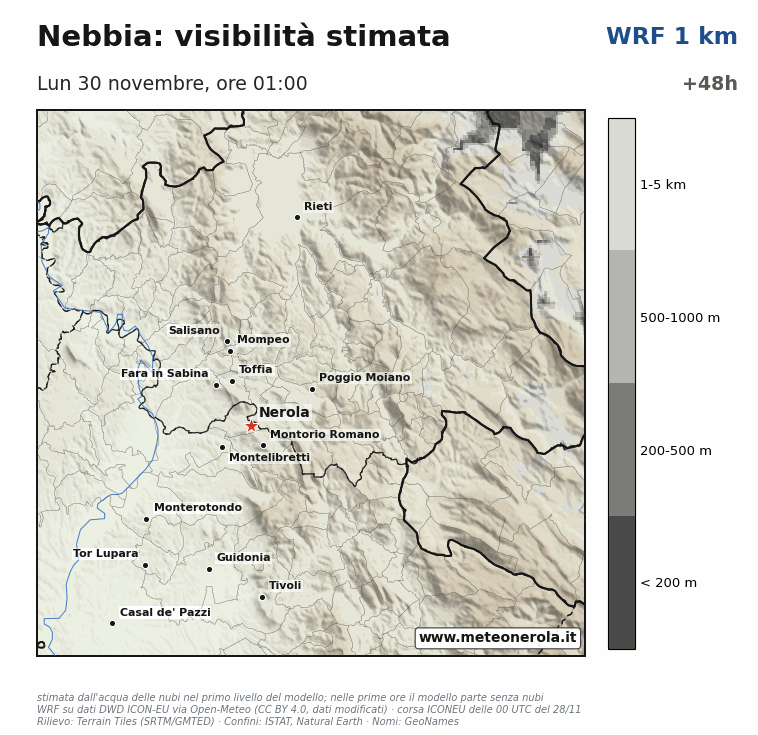 Nebbia: visibilità stimata
WRF 1 km
Lun 30 novembre, ore 01:00
+48h
1-5 km
Rieti
500-1000 m
Salisano
Mompeo
Toffia
Fara in Sabina
Poggio Moiano
Nerola
Montorio Romano
200-500 m
Montelibretti
Monterotondo
Tor Lupara
Guidonia
< 200 m
Tivoli
Casal de' Pazzi
www.meteonerola.it
stimata dall'acqua delle nubi nel primo livello del modello; nelle prime ore il modello parte senza nubi
WRF su dati DWD ICON-EU via Open-Meteo (CC BY 4.0, dati modificati) · corsa ICONEU delle 00 UTC del 28/11
Rilievo: Terrain Tiles (SRTM/GMTED) · Confini: ISTAT, Natural Earth · Nomi: GeoNames